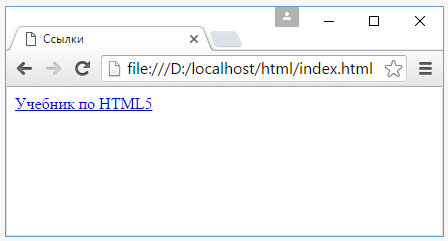 Ссылки
file:///D:/localhost/html/index.html
Учебник по HTML5